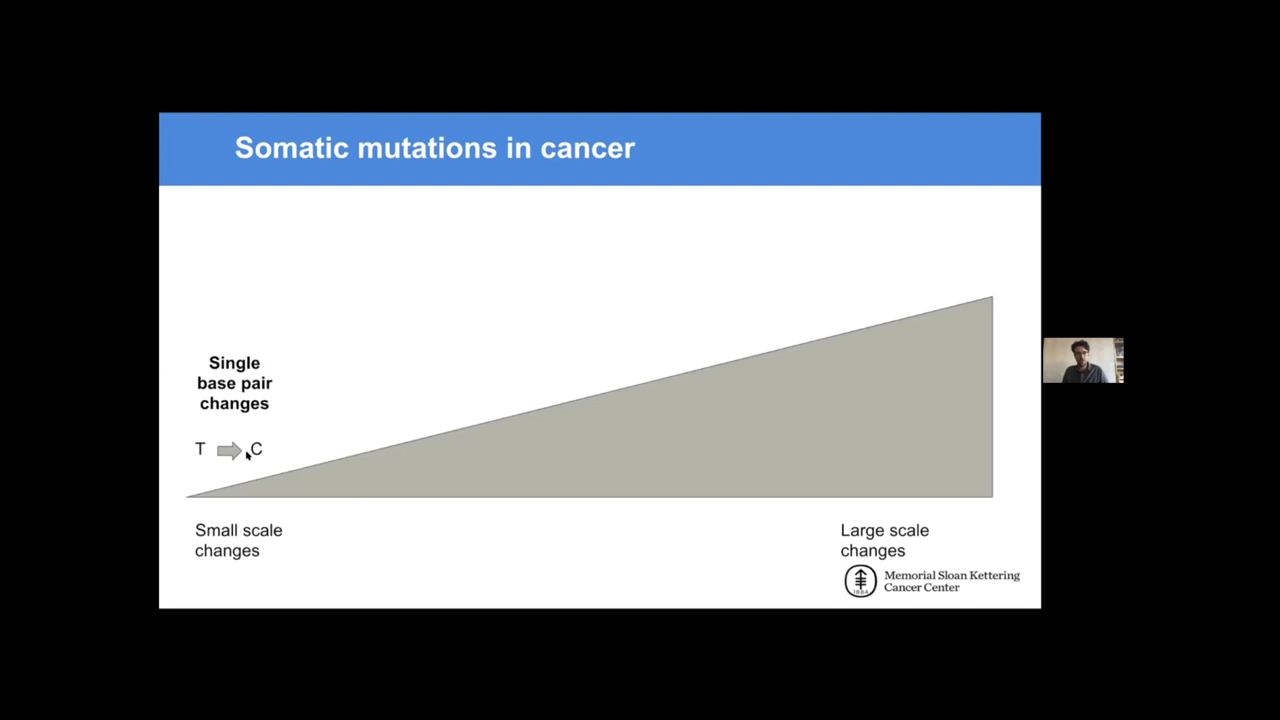 Somatic mutations in cancer
Single
base pair
changes
T
C
Small scale
changes
Large scale
changes
1884
Memorial Sloan Kettering
Cancer Center